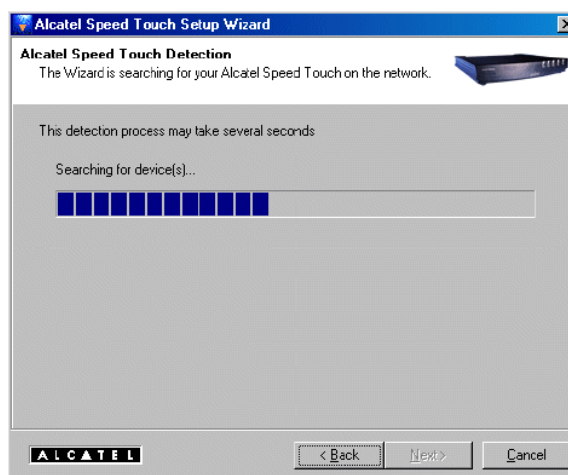 Alcatel Speed Touch Setup Wizard
Alcatel Speed Touch Detection
The Wizard is searching for your Alcatel Speed Touch on the network.
This detection process may take several seconds
Searching for device(s)...
ALCATEL
< Back
Next >
Cancel